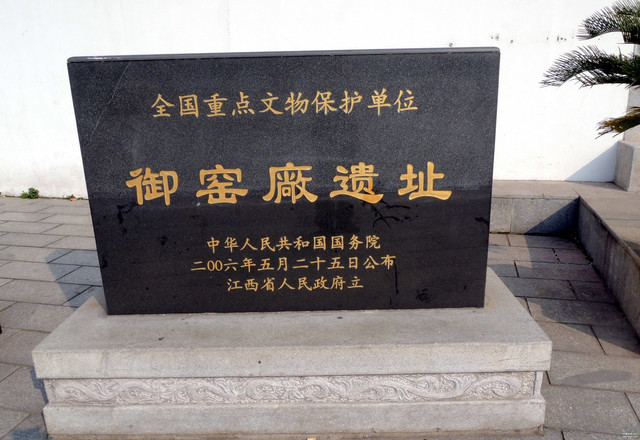 全国重点文物保护单位
御窑厂遗址
中华人民共和国国务院
二〇〇六年五月二十五日公布
江西省人民政府立